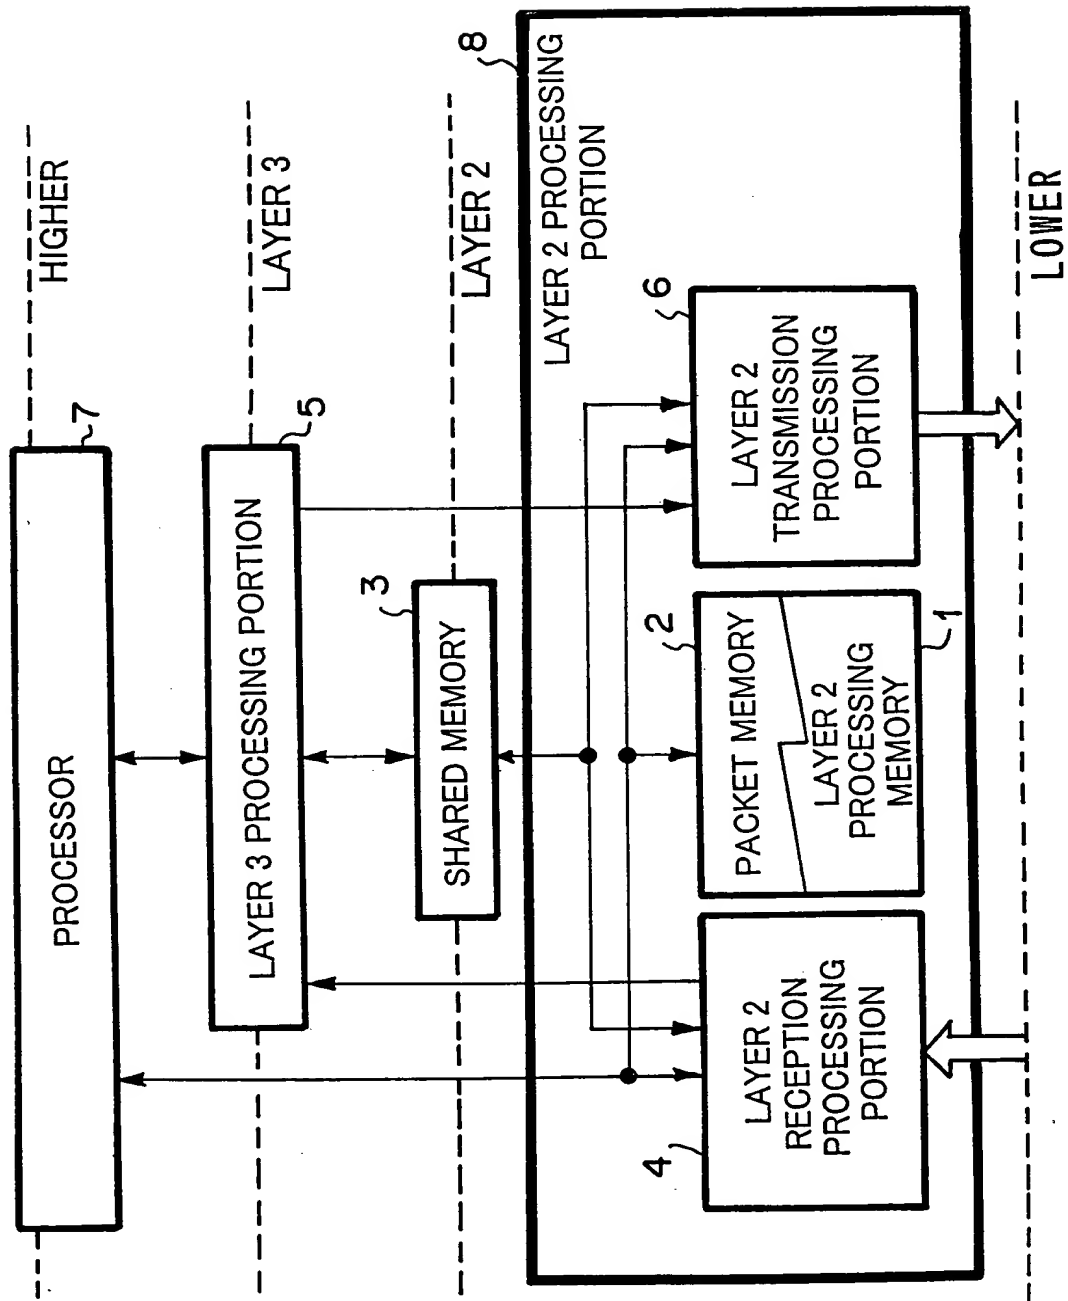 HIGHER
7
PROCESSOR
LAYER 3
5
LAYER 3 PROCESSING PORTION
LAYER 2
3
SHARED MEMORY
8
LAYER 2 PROCESSING
PORTION
4
LAYER 2
RECEPTION
PROCESSING
PORTION
2
PACKET MEMORY
LAYER 2
PROCESSING
MEMORY
1
6
LAYER 2
TRANSMISSION
PROCESSING
PORTION
LOWER